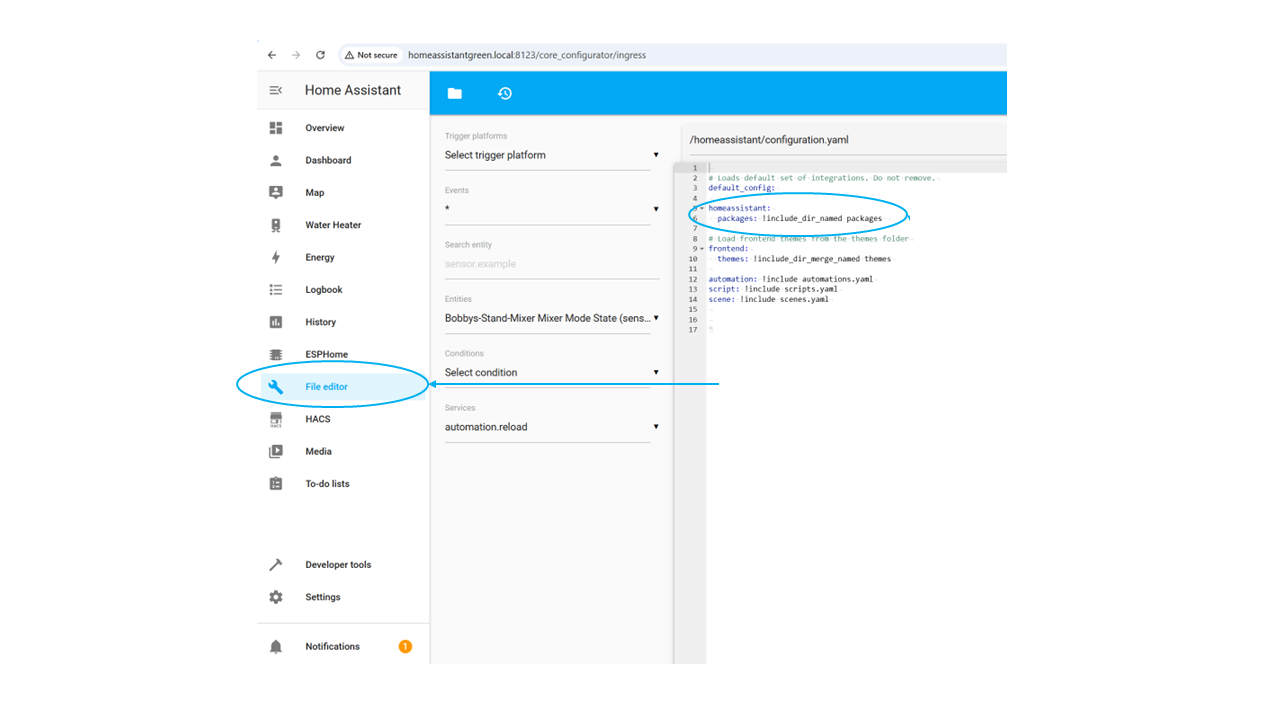 Not secure homeassistantgreen.local:8123/core_configurator/ingress
Home Assistant
Overview
Dashboard
Map
Water Heater
Energy
Logbook
History
ESPHome
File editor
HACS
HACS
Media
To-do lists
Developer tools
Settings
Notifications 1
Trigger platforms
Select trigger platform
Events
*
Search entity
sensor.example
Entities
Bobbys-Stand-Mixer Mixer Mode State (sens...
Conditions
Select condition
Services
automation.reload
/homeassistant/configuration.yaml
1
2 # Loads default set of integrations. Do not remove.
3 default_config:
4
5 homeassistant:
6 packages: !include_dir_named packages
7
8 # Load frontend themes from the themes folder
9 frontend:
10 themes: !include_dir_merge_named themes
11
12 automation: !include automations.yaml
13 script: !include scripts.yaml
14 scene: !include scenes.yaml
15
16
17